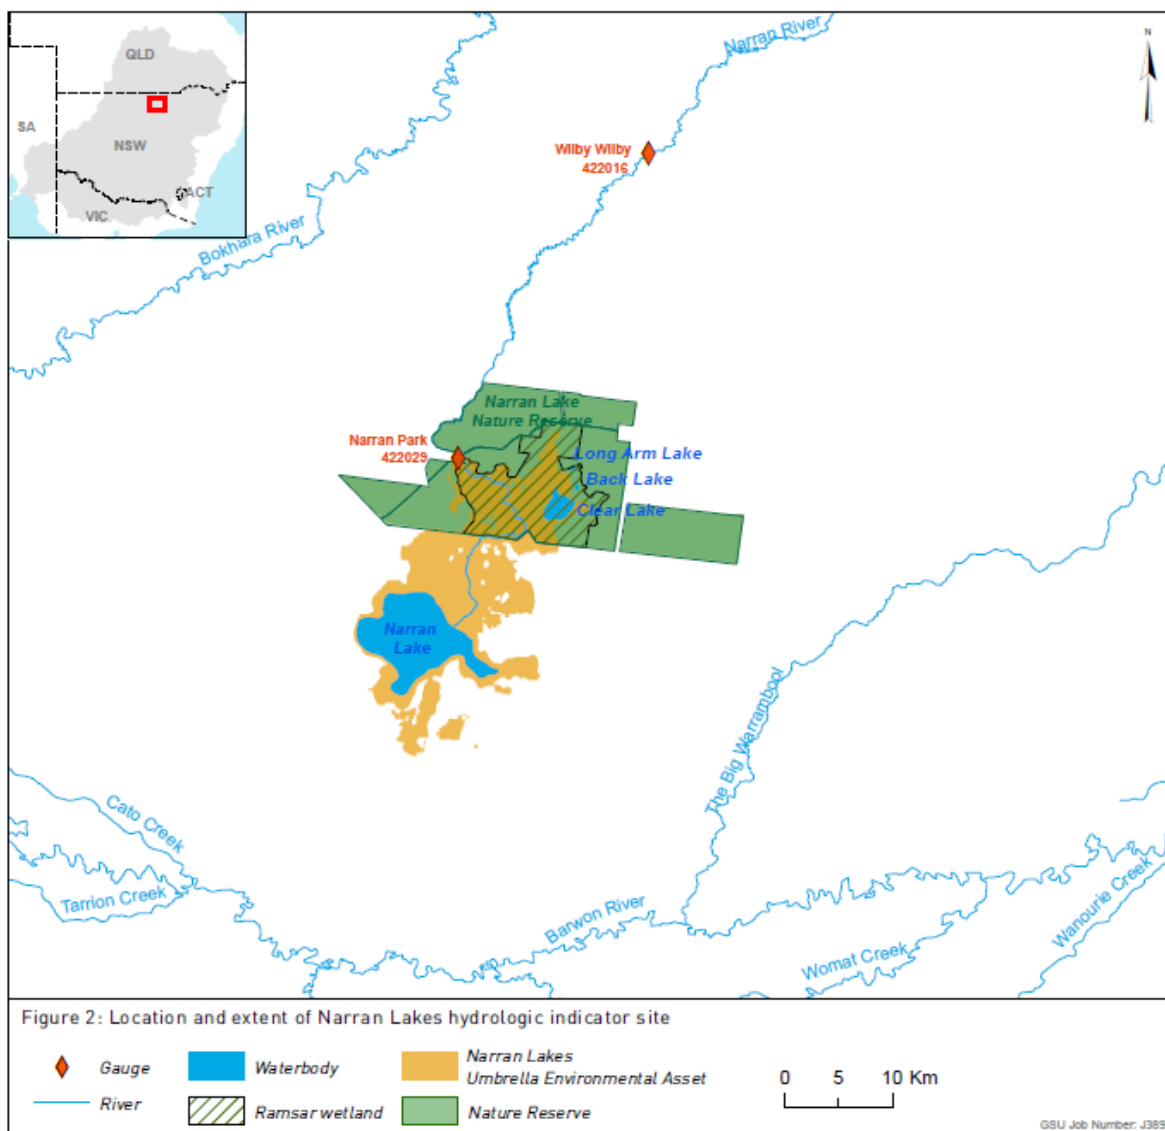 QLD
SA
NSW
ACT
VIC
N
Narran River
Wilby Wilby
422016
Bokhara River
Narran Lake
Nature Reserve
Narran Park
422029
Long Arm Lake
Back Lake
Clear Lake
Narran
Lake
The Big Warrambool
Cato Creek
Tarrion Creek
Barwon River
Womat Creek
Wanourie Creek
Figure 2: Location and extent of Narran Lakes hydrologic indicator site
Gauge
River
Waterbody
Ramsar wetland
Narran Lakes
Umbrella Environmental Asset
Nature Reserve
0 5 10 Km
GSU Job Number: J389